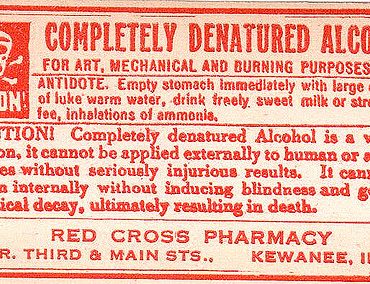 COMPLETELY DENATURED ALCO
FOR ART, MECHANICAL AND BURNING PURPOSES
ON!
ANTIDOTE. Empty stomach immediately with large
of luke warm water, drink freely sweet milk or stro
fee, inhalations of ammonia.
TION! Completely denatured Alcohol is a v
on, it cannot be applied externally to human or a
es without seriously injurious results. It cann
n internally without inducing blindness and ge
ical decay, ultimately resulting in death.
RED CROSS PHARMACY
R. THIRD & MAIN STS., KEWANEE, IL